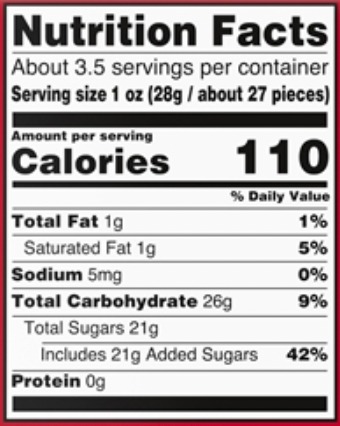 Nutrition Facts
About 3.5 servings per container
Serving size 1 oz (28g / about 27 pieces)
Amount per serving
Calories 110
% Daily Value
Total Fat 1g 1%
Saturated Fat 1g 5%
Sodium 5mg 0%
Total Carbohydrate 26g 9%
Total Sugars 21g
Includes 21g Added Sugars 42%
Protein 0g